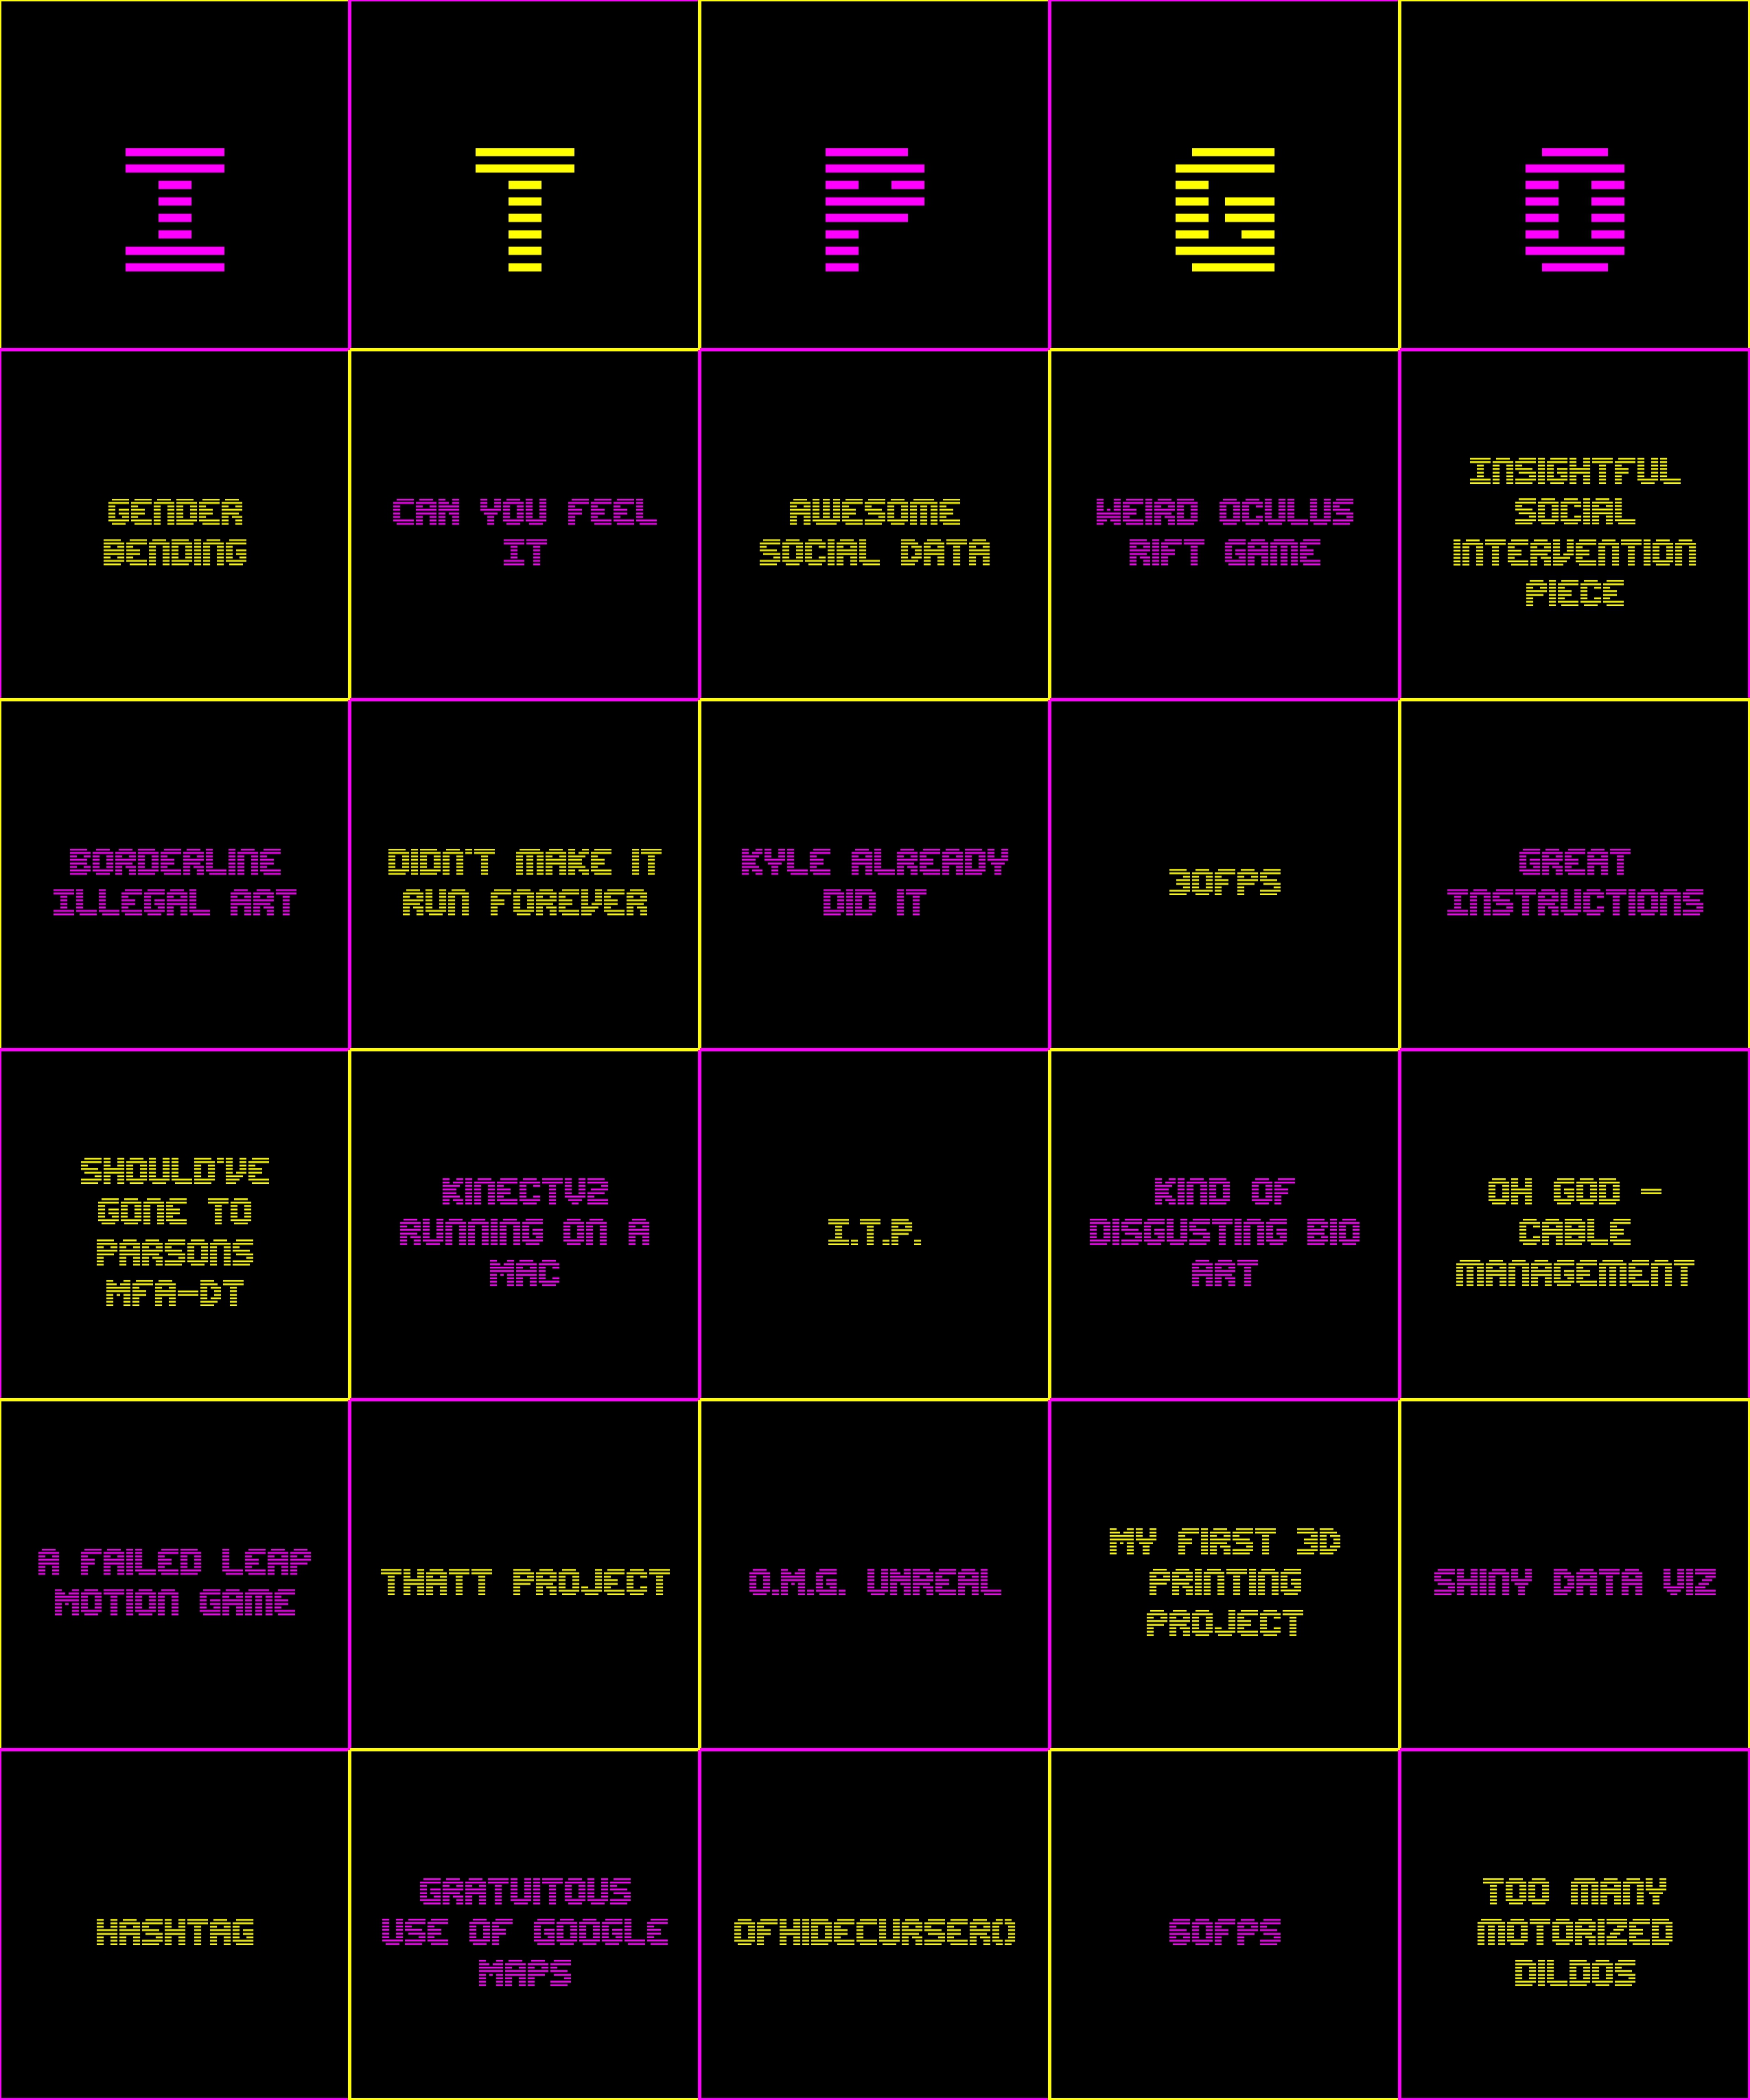 I
T
P
G
O
GENDER
BENDING
CAN YOU FEEL
IT
AWESOME
SOCIAL DATA
WEIRD OCULUS
RIFT GAME
INSIGHTFUL
SOCIAL
INTERVENTION
PIECE
BORDERLINE
ILLEGAL ART
DIDN'T MAKE IT
RUN FOREVER
KYLE ALREADY
DID IT
30FPS
GREAT
INSTRUCTIONS
SHOULD'VE
GONE TO
PARSONS
MFA-DT
KINECTV2
RUNNING ON A
MAC
I.T.P.
KIND OF
DISGUSTING BIO
ART
OH GOD -
CABLE
MANAGEMENT
A FAILED LEAP
MOTION GAME
THATT PROJECT
O.M.G. UNREAL
MY FIRST 3D
PRINTING
PROJECT
SHINY DATA VIZ
HASHTAG
GRATUITOUS
USE OF GOOGLE
MAPS
OFHIDECURSER()
60FPS
TOO MANY
MOTORIZED
DILDOS